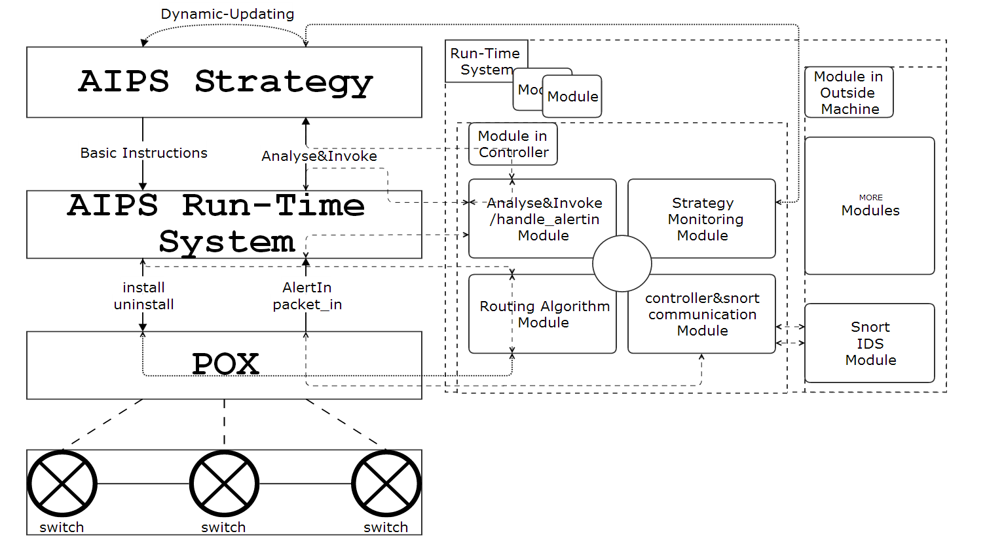 Dynamic-Updating
AIPS Strategy
Basic Instructions
Analyse&Invoke
AIPS Run-Time
System
install
uninstall
AlertIn
packet_in
POX
switch
switch
switch
Run-Time
System
Module
Module in
Controller
Analyse&Invoke
/handle_alertin
Module
Strategy
Monitoring
Module
Routing Algorithm
Module
controller&snort
communication
Module
Module in
Outside
Machine
MORE
Modules
Snort
IDS
Module